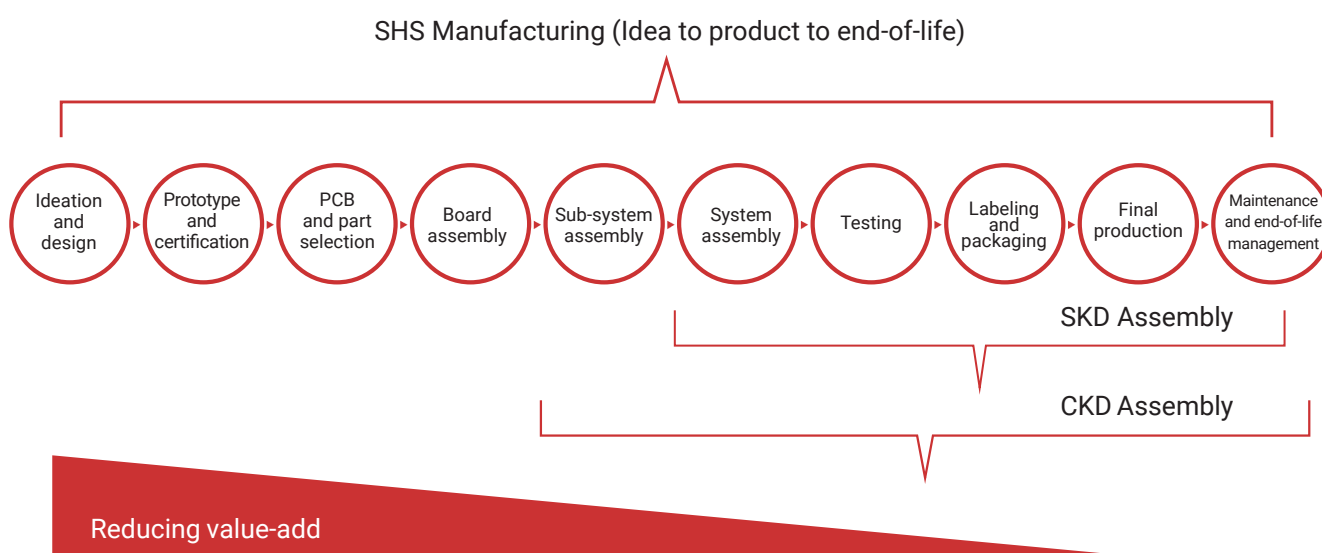 SHS Manufacturing (Idea to product to end-of-life)
Ideation
and
design
Prototype
and
certification
PCB
and part
selection
Board
assembly
Sub-system
assembly
System
assembly
Testing
Labeling
and
packaging
Final
production
Maintenance
and end-of-life
management
SKD Assembly
CKD Assembly
Reducing value-add